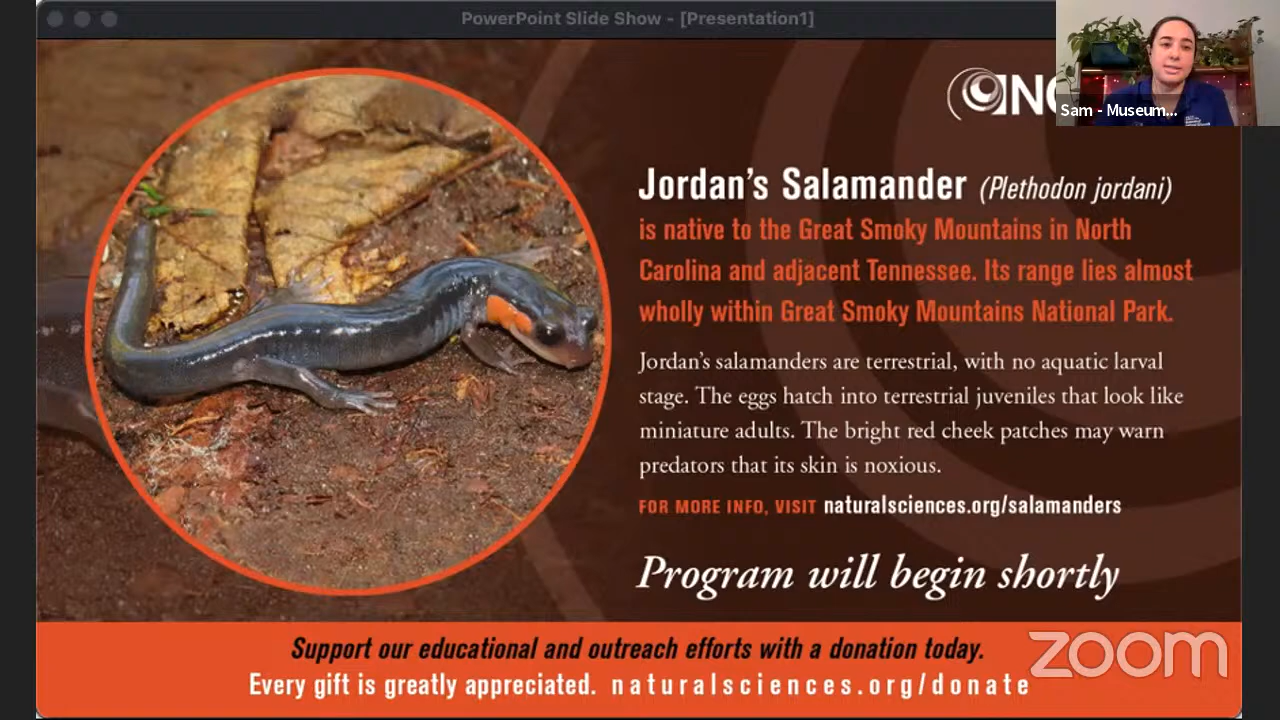 PowerPoint Slide Show - [Presentation1]
Sam - Museum...
Jordan's Salamander (Plethodon jordani)
is native to the Great Smoky Mountains in North
Carolina and adjacent Tennessee. Its range lies almost
wholly within Great Smoky Mountains National Park.
Jordan's salamanders are terrestrial, with no aquatic larval
stage. The eggs hatch into terrestrial juveniles that look like
miniature adults. The bright red cheek patches may warn
predators that its skin is noxious.
FOR MORE INFO, VISIT naturalsciences.org/salamanders
Program will begin shortly
Support our educational and outreach efforts with a donation today.
Every gift is greatly appreciated. naturalsciences.org/donate
zoom